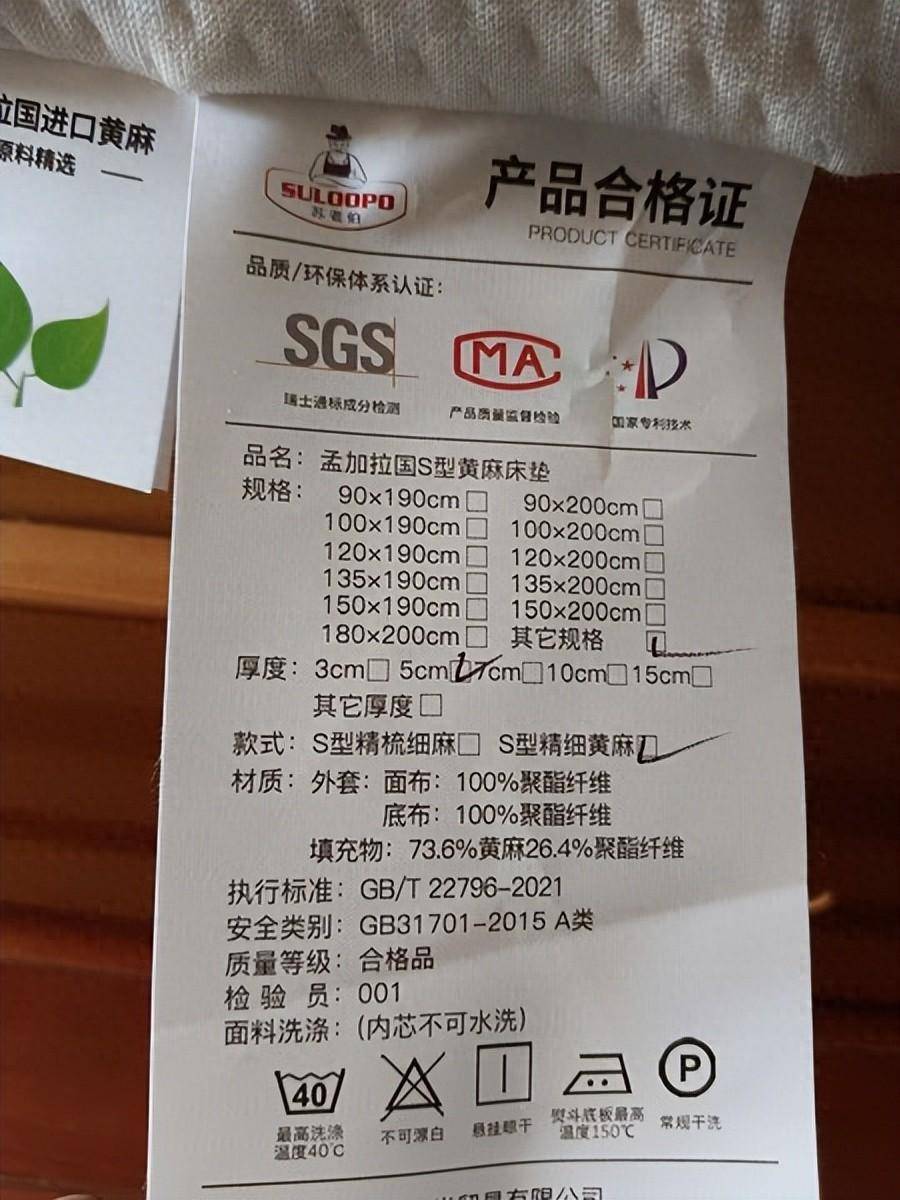 拉国进口黄麻
原料精选
SULOOPO
苏老伯
产品合格证
PRODUCT CERTIFICATE
品质/环保体系认证：
SGS
MA
瑞士通标成分检测
产品质量监督检验
国家专利技术
品名：孟加拉国S型黄麻床垫
规格：90×190cm□ 90×200cm□
100×190cm□ 100×200cm□
120×190cm□ 120×200cm□
135×190cm□ 135×200cm□
150×190cm□ 150×200cm□
180×200cm□ 其它规格□
厚度：3cm□ 5cm□ 7cm□ 10cm□ 15cm□
其它厚度□
款式：S型精梳细麻□ S型精细黄麻□
材质：外套：面布：100%聚酯纤维
底布：100%聚酯纤维
填充物：73.6%黄麻26.4%聚酯纤维
执行标准：GB/T 22796-2021
安全类别：GB31701-2015 A类
质量等级：合格品
检 验 员：001
面料洗涤：(内芯不可水洗)
40
P
最高洗涤
温度40℃
不可漂白
悬挂晾干
熨斗底板最高
温度150℃
常规干洗
贸易有限公司